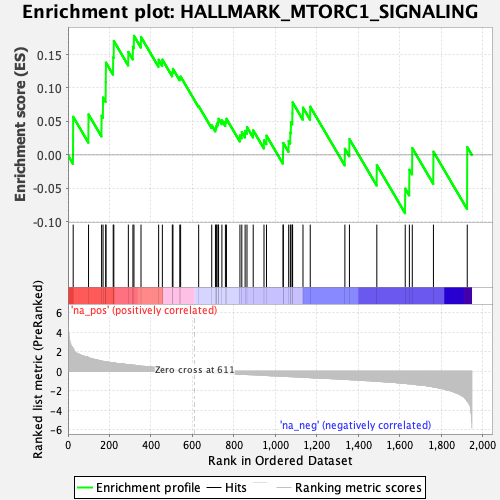 Enrichment plot: HALLMARK_MTORC1_SIGNALING
Enrichment score (ES)
0.15
0.10
0.05
0.00
-0.05
-0.10
'na_pos' (positively correlated)
Ranked list metric (PreRanked)
6
4
2
0
-2
-4
-6
Zero cross at 611
'na_neg' (negatively correlated)
0 200 400 600 800 1,000 1,200 1,400 1,600 1,800 2,000
Rank in Ordered Dataset
Enrichment profile Hits Ranking metric scores